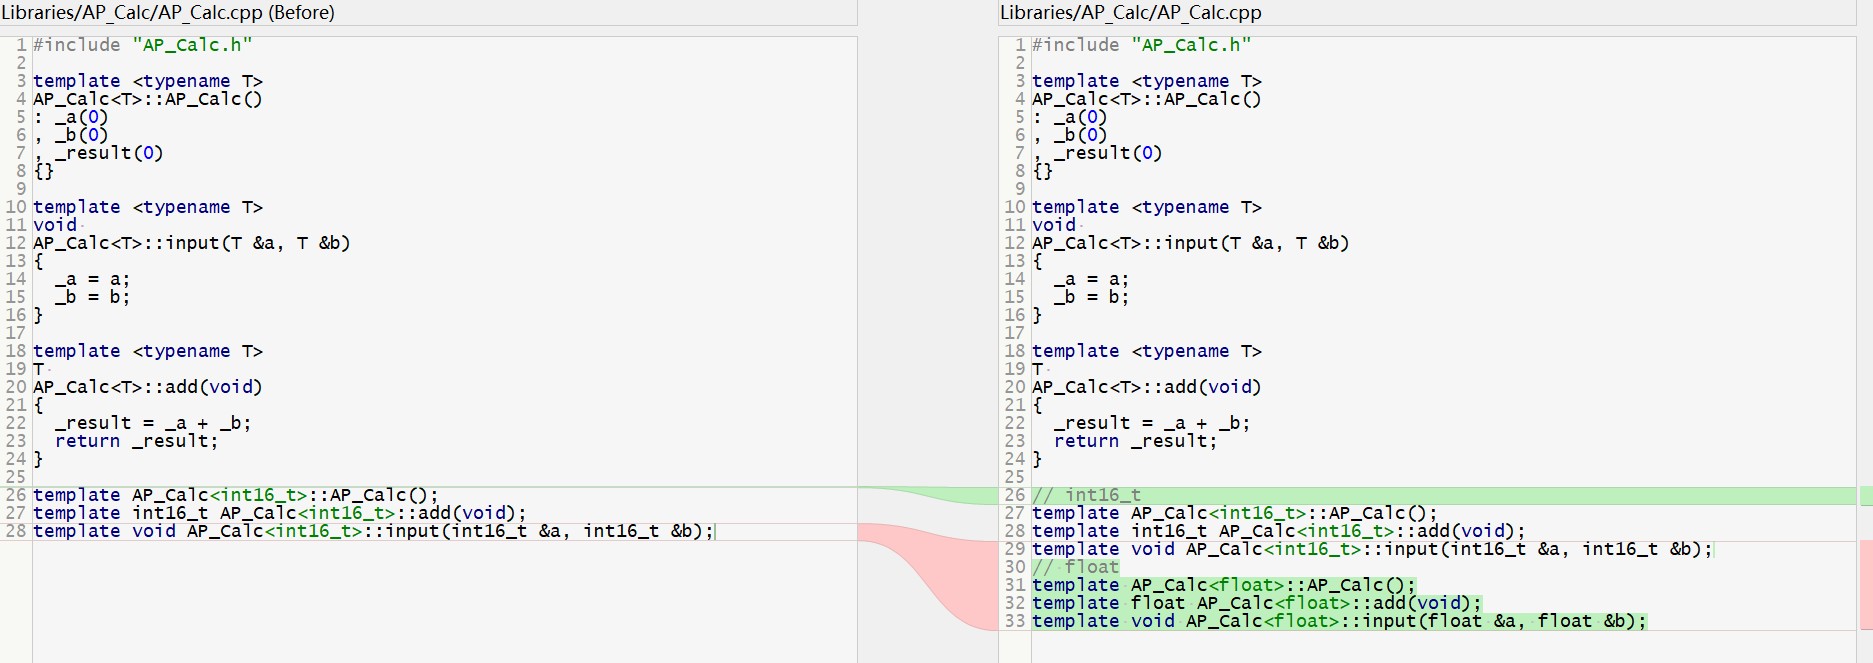 Libraries/AP_Calc/AP_Calc.cpp (Before)
1 #include "AP_Calc.h"
2
3 template <typename T>
4 AP_Calc<T>::AP_Calc()
5 : _a(0)
6 , _b(0)
7 , _result(0)
8 {}
9
10 template <typename T>
11 void
12 AP_Calc<T>::input(T &a, T &b)
13 {
14   _a = a;
15   _b = b;
16 }
17
18 template <typename T>
19 T
20 AP_Calc<T>::add(void)
21 {
22   _result = _a + _b;
23   return _result;
24 }
25
26 template AP_Calc<int16_t>::AP_Calc();
27 template int16_t AP_Calc<int16_t>::add(void);
28 template void AP_Calc<int16_t>::input(int16_t &a, int16_t &b);
Libraries/AP_Calc/AP_Calc.cpp
1 #include "AP_Calc.h"
2
3 template <typename T>
4 AP_Calc<T>::AP_Calc()
5 : _a(0)
6 , _b(0)
7 , _result(0)
8 {}
9
10 template <typename T>
11 void
12 AP_Calc<T>::input(T &a, T &b)
13 {
14   _a = a;
15   _b = b;
16 }
17
18 template <typename T>
19 T
20 AP_Calc<T>::add(void)
21 {
22   _result = _a + _b;
23   return _result;
24 }
25
26 // int16_t
27 template AP_Calc<int16_t>::AP_Calc();
28 template int16_t AP_Calc<int16_t>::add(void);
29 template void AP_Calc<int16_t>::input(int16_t &a, int16_t &b);
30 // float
31 template AP_Calc<float>::AP_Calc();
32 template float AP_Calc<float>::add(void);
33 template void AP_Calc<float>::input(float &a, float &b);